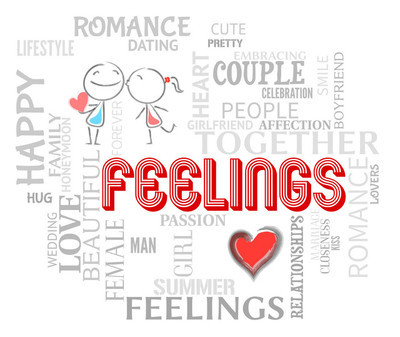 ROMANCE
CUTE
LIFESTYLE
DATING
PRETTY
EMBRACING
HEART
COUPLE
SMILE
BOYFRIEND
CELEBRATION
HAPPY
PEOPLE
FOREVER
GIRLFRIEND
AFFECTION
FAMILY
HONEYMOON
TOGETHER
BEAUTIFUL
FEELINGS
ROMANCE
LOVERS
HUG
LOVE
WEDDING
FEMALE
PASSION
MAN
GIRL
RELATIONSHIPS
MARRIAGE
CLOSENESS
KISS
SUMMER
FEELINGS